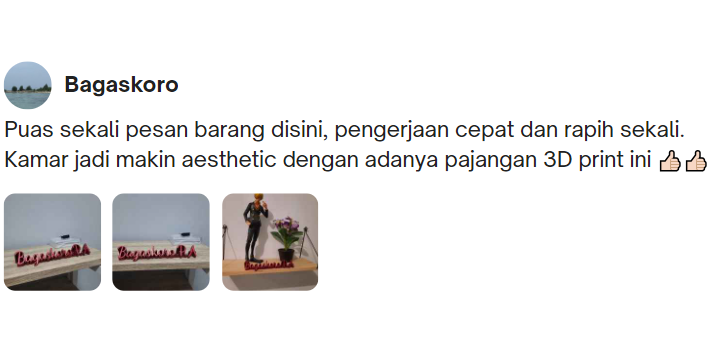 Bagaskoro
Puas sekali pesan barang disini, pengerjaan cepat dan rapih sekali.
Kamar jadi makin aesthetic dengan adanya pajangan 3D print ini 👍🏻👍🏻
BagaskoroRA
BagaskoroRA